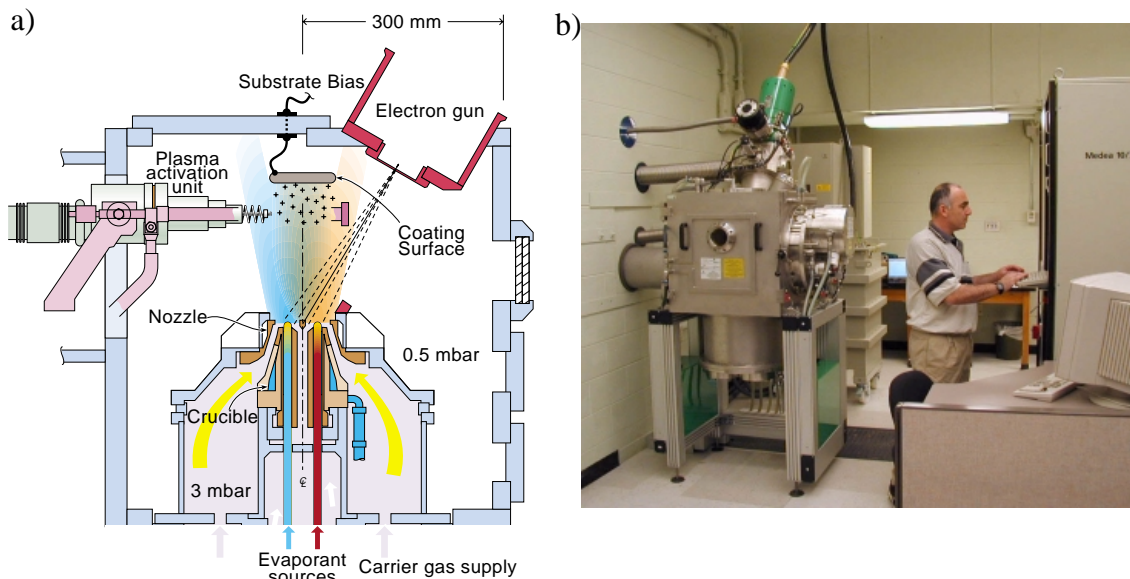 a)
300 mm
Substrate Bias
Electron gun
Plasma
activation
unit
Coating
Surface
Nozzle
0.5 mbar
Crucible
3 mbar
℄
Evaporant
sources
Carrier gas supply
b)
Medea 10/